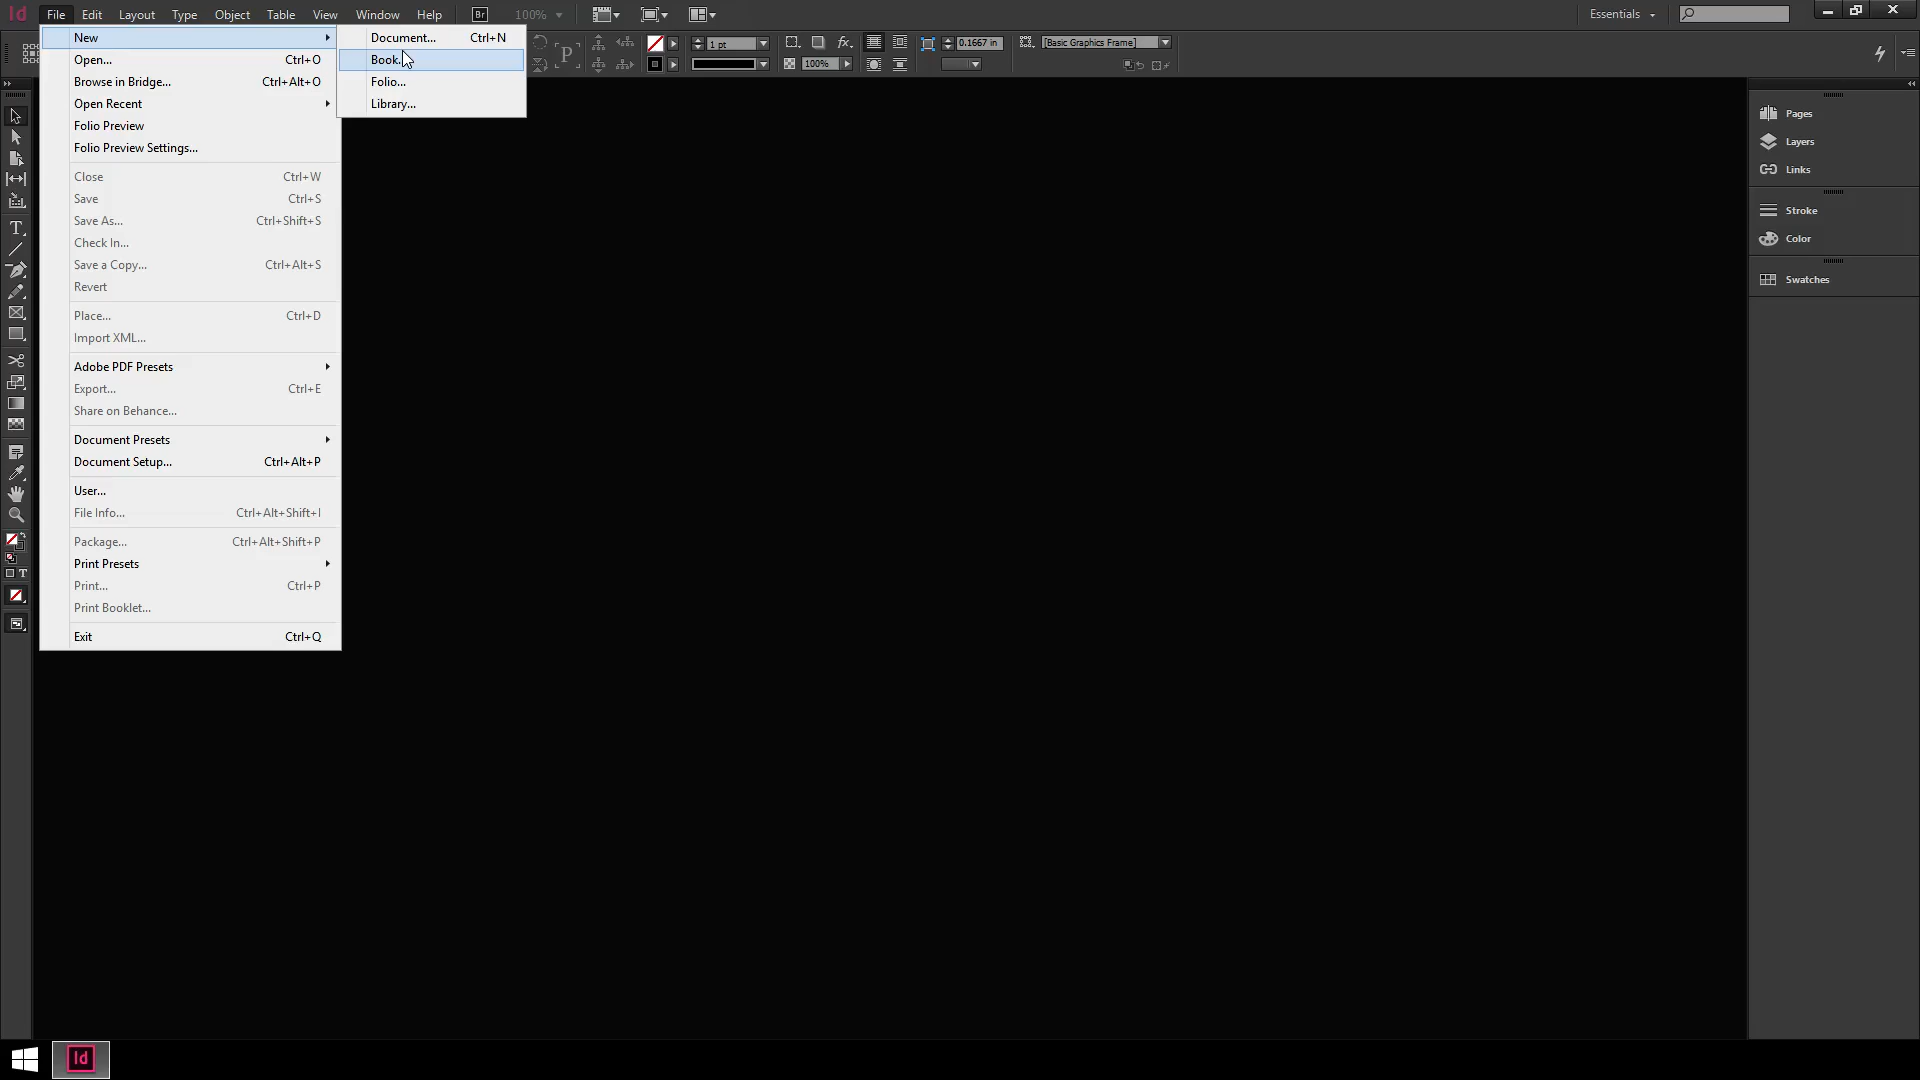 Id File Edit Layout Type Object Table View Window Help Br 100% Essentials
New
Open... Ctrl+O
Browse in Bridge... Ctrl+Alt+O
Open Recent
Folio Preview
Folio Preview Settings...
Close Ctrl+W
Save Ctrl+S
Save As... Ctrl+Shift+S
Check In...
Save a Copy... Ctrl+Alt+S
Revert
Place... Ctrl+D
Import XML...
Adobe PDF Presets
Export... Ctrl+E
Share on Behance...
Document Presets
Document Setup... Ctrl+Alt+P
User...
File Info... Ctrl+Alt+Shift+I
Package... Ctrl+Alt+Shift+P
Print Presets
Print... Ctrl+P
Print Booklet...
Exit Ctrl+Q
Document... Ctrl+N
Book...
Folio...
Library...
P
1 pt
fx
100%
0.1667 in
[Basic Graphics Frame]
Pages
Layers
Links
Stroke
Color
Swatches
T
T
Id